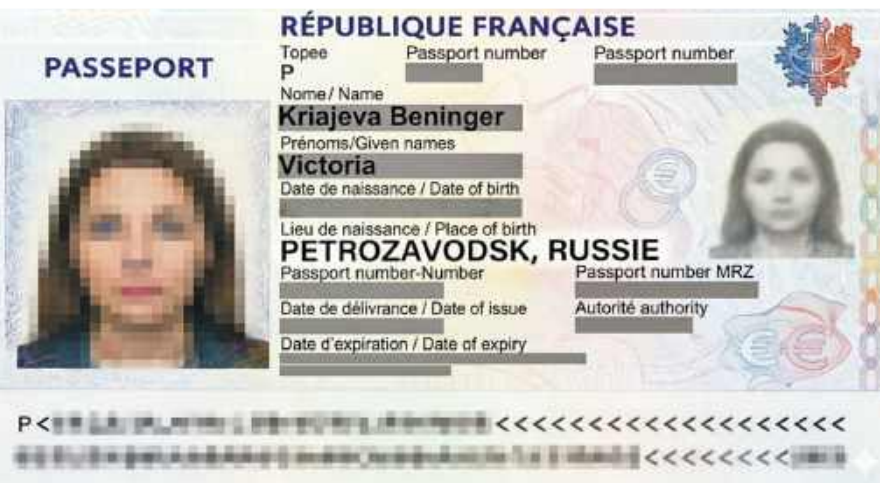 RÉPUBLIQUE FRANÇAISE
PASSEPORT
Topee Passport number Passport number
P
Nome / Name
Kriajeva Beninger
Prénoms/Given names
Victoria
Date de naissance / Date of birth
Lieu de naissance / Place of birth
PETROZAVODSK, RUSSIE
Passport number-Number Passport number MRZ
Date de délivrance / Date of issue Autorité authority
Date d'expiration / Date of expiry
P< <<<<<<<<<<<<<<<<<<<
<<<<<<<<